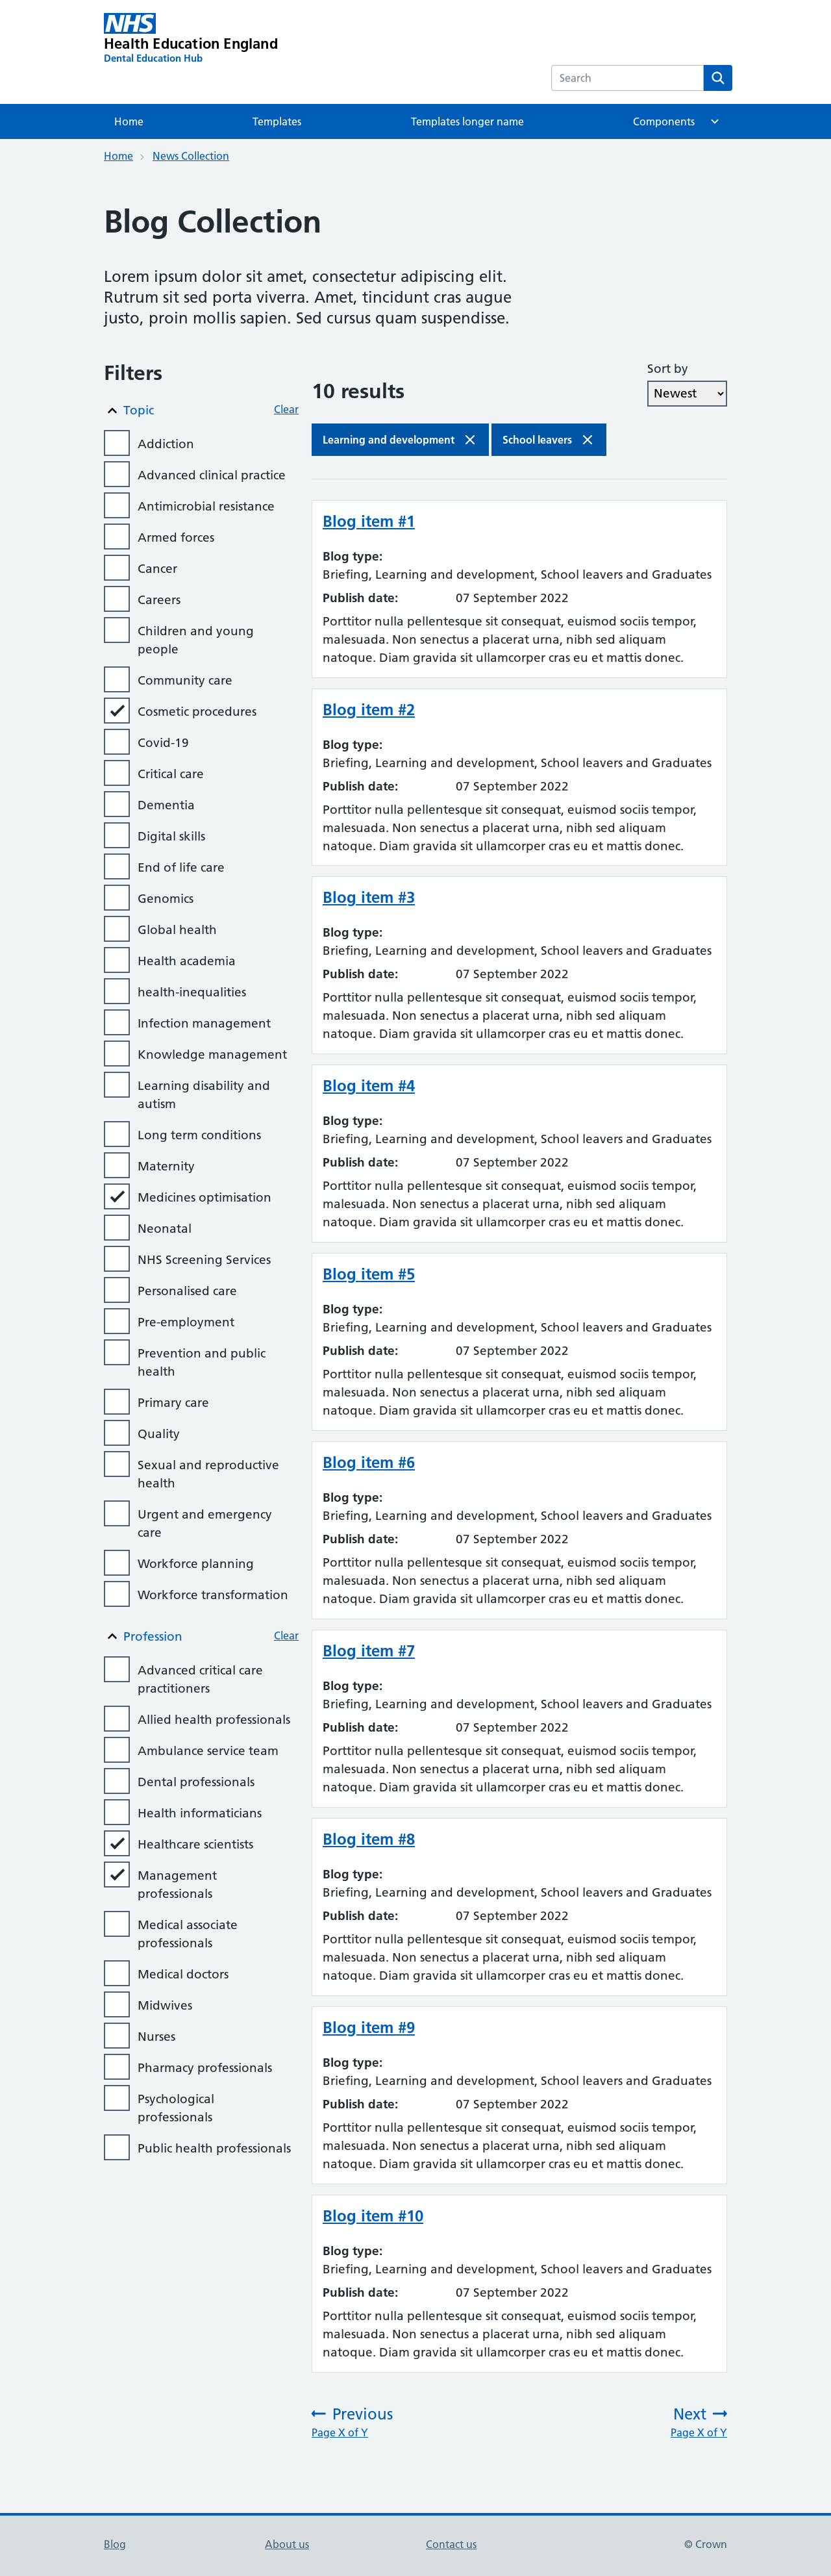 NHS
Health Education England
Dental Education Hub
Search
Home
Templates
Templates longer name
Components
Home
News Collection
Blog Collection
Lorem ipsum dolor sit amet, consectetur adipiscing elit.
Rutrum sit sed porta viverra. Amet, tincidunt cras augue
justo, proin mollis sapien. Sed cursus quam suspendisse.
Filters
Topic
Clear
Addiction
Advanced clinical practice
Antimicrobial resistance
Armed forces
Cancer
Careers
Children and young
people
Community care
Cosmetic procedures
Covid-19
Critical care
Dementia
Digital skills
End of life care
Genomics
Global health
Health academia
health-inequalities
Infection management
Knowledge management
Learning disability and
autism
Long term conditions
Maternity
Medicines optimisation
Neonatal
NHS Screening Services
Personalised care
Pre-employment
Prevention and public
health
Primary care
Quality
Sexual and reproductive
health
Urgent and emergency
care
Workforce planning
Workforce transformation
Profession
Clear
Advanced critical care
practitioners
Allied health professionals
Ambulance service team
Dental professionals
Health informaticians
Healthcare scientists
Management
professionals
Medical associate
professionals
Medical doctors
Midwives
Nurses
Pharmacy professionals
Psychological
professionals
Public health professionals
10 results
Sort by
Newest
Learning and development
School leavers
Blog item #1
Blog type:
Briefing, Learning and development, School leavers and Graduates
Publish date: 07 September 2022
Porttitor nulla pellentesque sit consequat, euismod sociis tempor,
malesuada. Non senectus a placerat urna, nibh sed aliquam
natoque. Diam gravida sit ullamcorper cras eu et mattis donec.
Blog item #2
Blog type:
Briefing, Learning and development, School leavers and Graduates
Publish date: 07 September 2022
Porttitor nulla pellentesque sit consequat, euismod sociis tempor,
malesuada. Non senectus a placerat urna, nibh sed aliquam
natoque. Diam gravida sit ullamcorper cras eu et mattis donec.
Blog item #3
Blog type:
Briefing, Learning and development, School leavers and Graduates
Publish date: 07 September 2022
Porttitor nulla pellentesque sit consequat, euismod sociis tempor,
malesuada. Non senectus a placerat urna, nibh sed aliquam
natoque. Diam gravida sit ullamcorper cras eu et mattis donec.
Blog item #4
Blog type:
Briefing, Learning and development, School leavers and Graduates
Publish date: 07 September 2022
Porttitor nulla pellentesque sit consequat, euismod sociis tempor,
malesuada. Non senectus a placerat urna, nibh sed aliquam
natoque. Diam gravida sit ullamcorper cras eu et mattis donec.
Blog item #5
Blog type:
Briefing, Learning and development, School leavers and Graduates
Publish date: 07 September 2022
Porttitor nulla pellentesque sit consequat, euismod sociis tempor,
malesuada. Non senectus a placerat urna, nibh sed aliquam
natoque. Diam gravida sit ullamcorper cras eu et mattis donec.
Blog item #6
Blog type:
Briefing, Learning and development, School leavers and Graduates
Publish date: 07 September 2022
Porttitor nulla pellentesque sit consequat, euismod sociis tempor,
malesuada. Non senectus a placerat urna, nibh sed aliquam
natoque. Diam gravida sit ullamcorper cras eu et mattis donec.
Blog item #7
Blog type:
Briefing, Learning and development, School leavers and Graduates
Publish date: 07 September 2022
Porttitor nulla pellentesque sit consequat, euismod sociis tempor,
malesuada. Non senectus a placerat urna, nibh sed aliquam
natoque. Diam gravida sit ullamcorper cras eu et mattis donec.
Blog item #8
Blog type:
Briefing, Learning and development, School leavers and Graduates
Publish date: 07 September 2022
Porttitor nulla pellentesque sit consequat, euismod sociis tempor,
malesuada. Non senectus a placerat urna, nibh sed aliquam
natoque. Diam gravida sit ullamcorper cras eu et mattis donec.
Blog item #9
Blog type:
Briefing, Learning and development, School leavers and Graduates
Publish date: 07 September 2022
Porttitor nulla pellentesque sit consequat, euismod sociis tempor,
malesuada. Non senectus a placerat urna, nibh sed aliquam
natoque. Diam gravida sit ullamcorper cras eu et mattis donec.
Blog item #10
Blog type:
Briefing, Learning and development, School leavers and Graduates
Publish date: 07 September 2022
Porttitor nulla pellentesque sit consequat, euismod sociis tempor,
malesuada. Non senectus a placerat urna, nibh sed aliquam
natoque. Diam gravida sit ullamcorper cras eu et mattis donec.
Previous
Page X of Y
Next
Page X of Y
Blog
About us
Contact us
© Crown